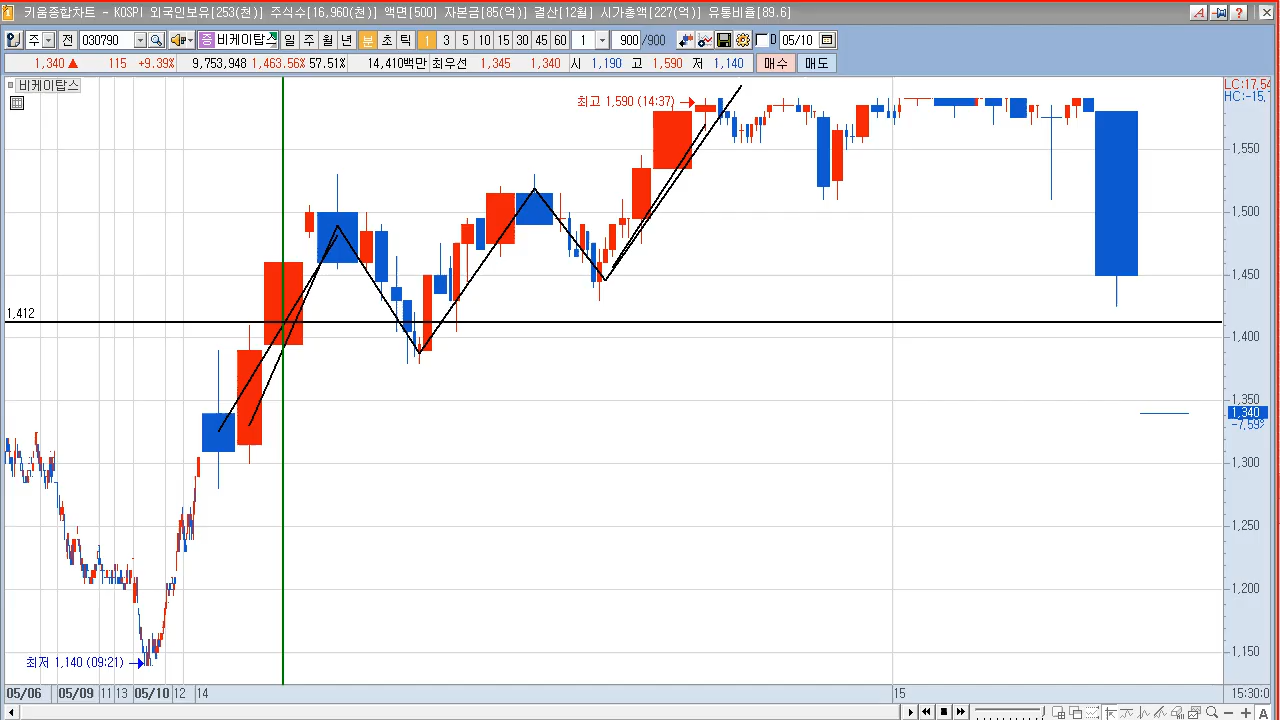 키움종합차트 - KOSPI 외국인보유[253(천)] 주식수[16,960(천)] 액면[500] 자본금[85(억)] 결산[12월] 시가총액[227(억)] 유통비율[89.6]
주 전 030790 증 비케이탑스 일 주 월 년 분 초 틱 1 3 5 10 15 30 45 60 1 900 /900 D 05/10
1,340 ▲ 115 +9.39% 9,753,948 1,463.56% 57.51% 14,410백만 최우선 1,345 1,340 시 1,190 고 1,590 저 1,140 매수 매도
비케이탑스
LC:17,54
HC:-15,
최고 1,590 (14:37)
1,550
1,500
1,450
1,412
1,400
1,350
1,340
-7.59%
1,300
1,250
1,200
최저 1,140 (09:21)
1,150
05/06 05/09 11 13 05/10 12 14 15 15:30:0
A